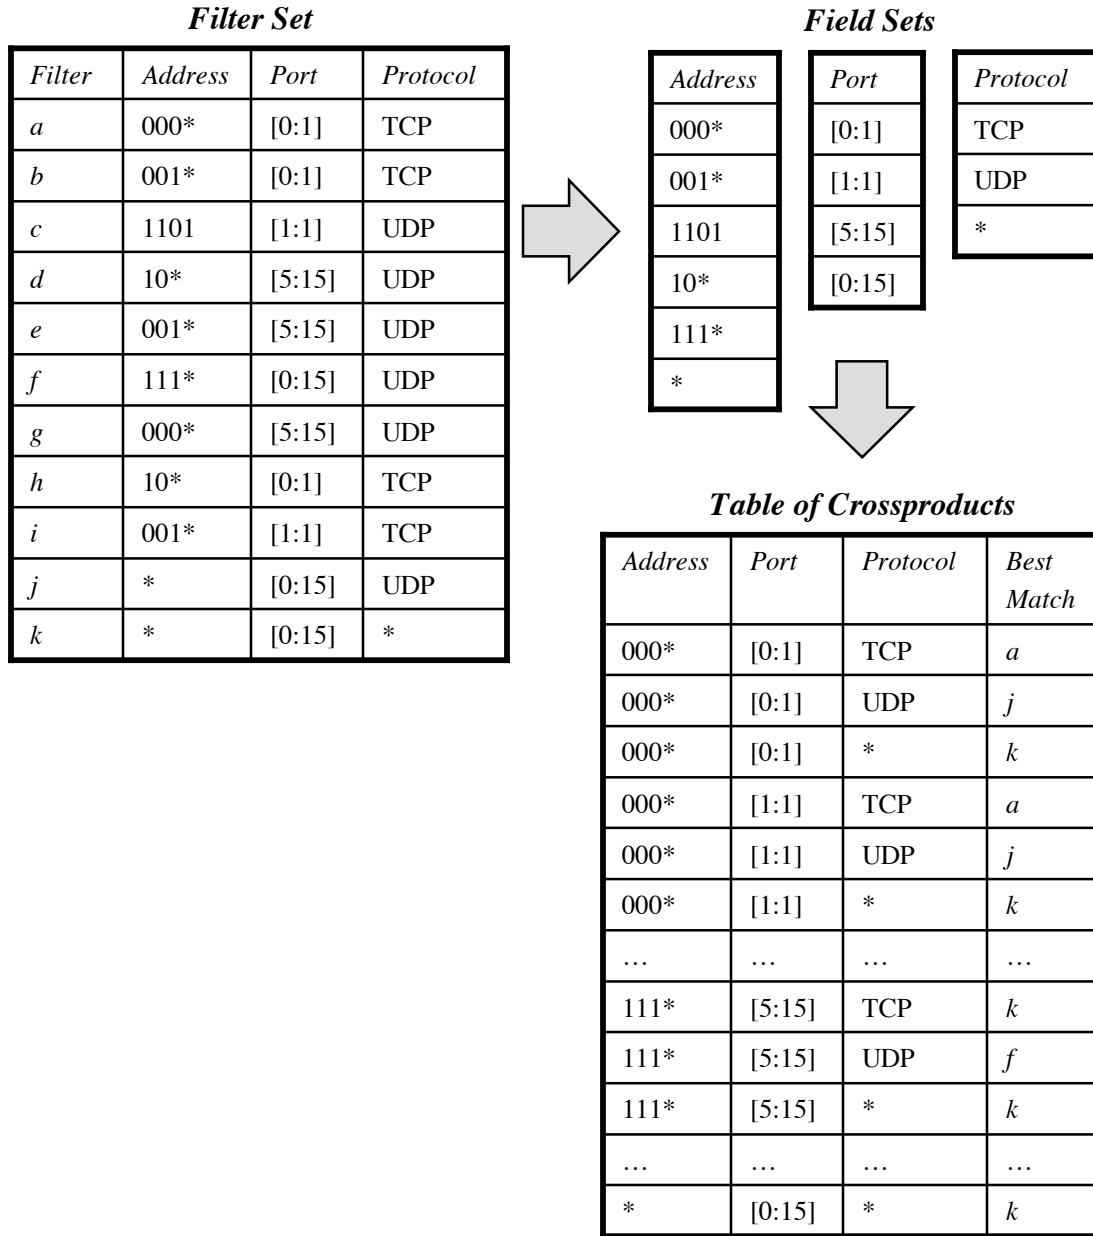 Filter Set
Filter Address Port Protocol
a 000* [0:1] TCP
b 001* [0:1] TCP
c 1101 [1:1] UDP
d 10* [5:15] UDP
e 001* [5:15] UDP
f 111* [0:15] UDP
g 000* [5:15] UDP
h 10* [0:1] TCP
i 001* [1:1] TCP
j * [0:15] UDP
k * [0:15] *
Field Sets
Address
000*
001*
1101
10*
111*
*
Port
[0:1]
[1:1]
[5:15]
[0:15]
Protocol
TCP
UDP
*
Table of Crossproducts
Address Port Protocol Best
Match
000* [0:1] TCP a
000* [0:1] UDP j
000* [0:1] * k
000* [1:1] TCP a
000* [1:1] UDP j
000* [1:1] * k
… … … …
111* [5:15] TCP k
111* [5:15] UDP f
111* [5:15] * k
… … … …
* [0:15] * k